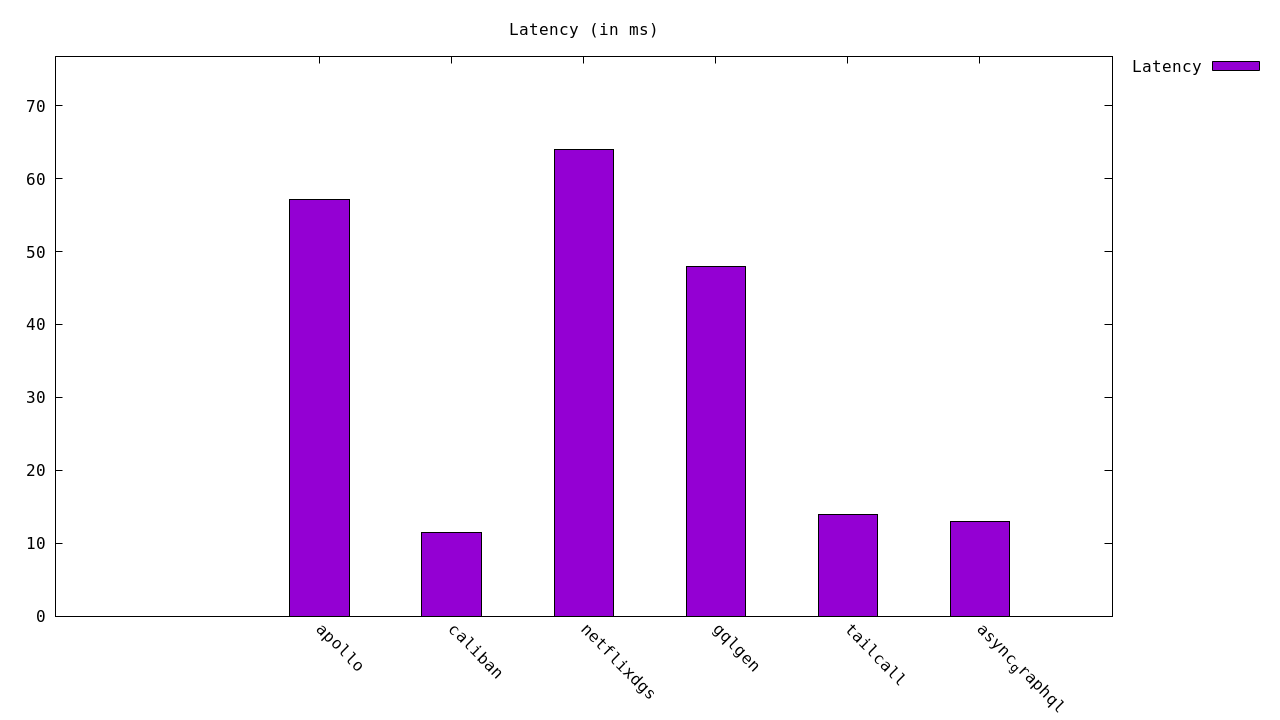 Latency (in ms)
Latency
70
60
50
40
30
20
10
0
apollo
caliban
netflixdgs
gqlgen
tailcall
async_graphql